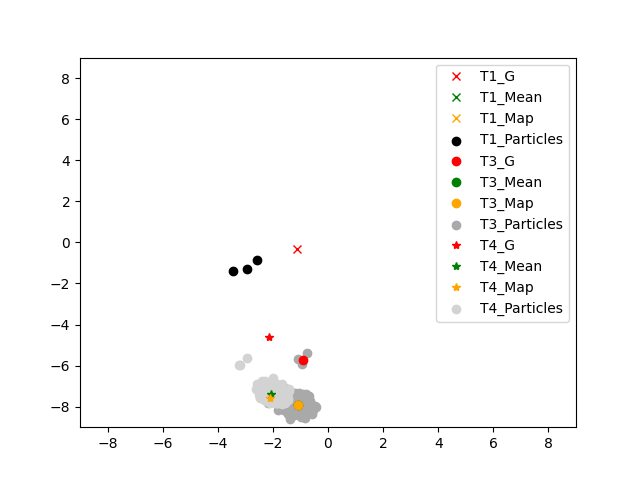 8
6
4
2
0
−2
−4
−6
−8
−8
−6
−4
−2
0
2
4
6
8
T1_G
T1_Mean
T1_Map
T1_Particles
T3_G
T3_Mean
T3_Map
T3_Particles
T4_G
T4_Mean
T4_Map
T4_Particles